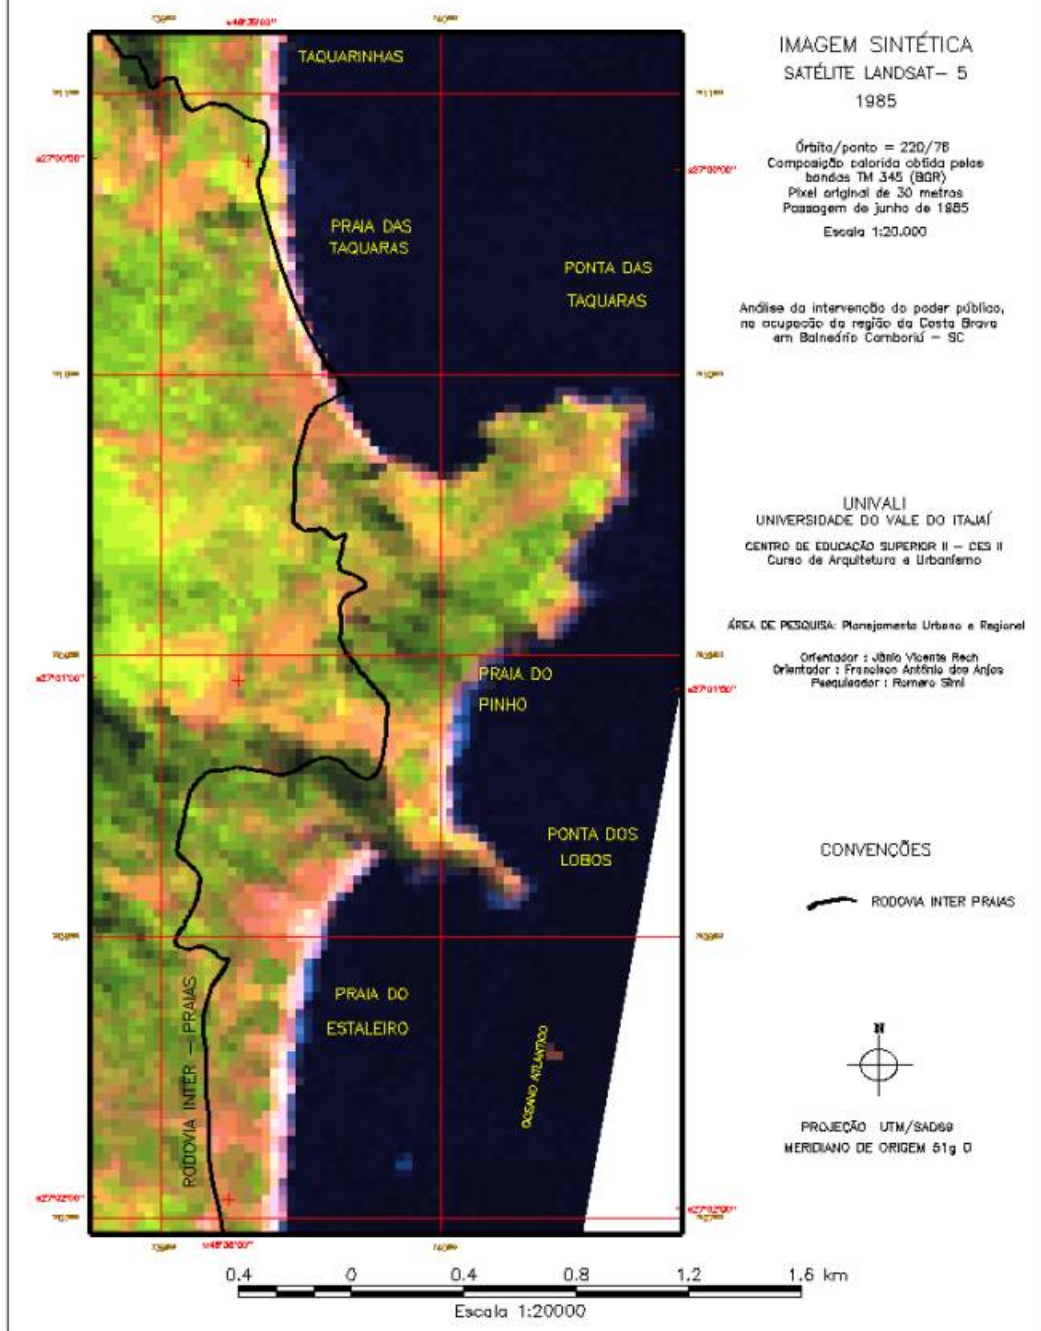 IMAGEM SINTÉTICA
SATÉLITE LANDSAT- 5
1985
Órbita/ponto = 220/78
Composição colorida obtida pelas
bandas TM 345 (BGR)
Pixel original de 30 metros
Passagem de junho de 1985
Escala 1:20.000
Análise da intervenção do poder público,
na ocupação da região da Costa Brava
em Balneário Camboriú - SC
UNIVALI
UNIVERSIDADE DO VALE DO ITAJAÍ
CENTRO DE EDUCAÇÃO SUPERIOR II - CES II
Curso de Arquitetura e Urbanismo
ÁREA DE PESQUISA: Planejamento Urbano e Regional
Orientador : Jânio Vicente Rech
Orientador : Francisco Antônio dos Anjos
Pesquisador : Romero Simi
CONVENÇÕES
RODOVIA INTER PRAIAS
N
PROJEÇÃO UTM/SAD69
MERIDIANO DE ORIGEM 51g O
TAQUARINHAS
PRAIA DAS
TAQUARAS
PONTA DAS
TAQUARAS
PRAIA DO
PINHO
PONTA DOS
LOBOS
PRAIA DO
ESTALEIRO
OCEANO ATLANTICO
RODOVIA INTER - PRAIAS
0.4 0 0.4 0.8 1.2 1.6 km
Escala 1:20000